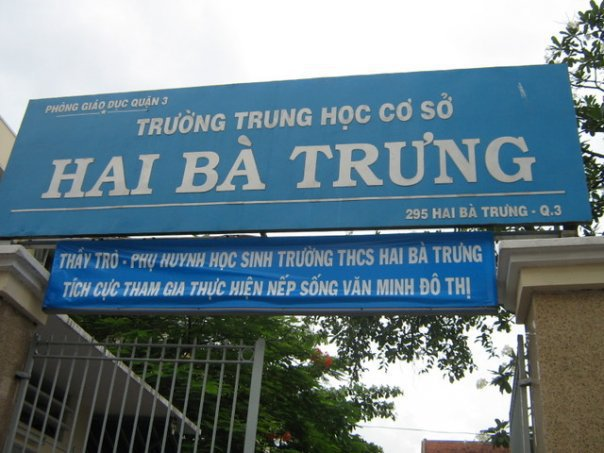 PHÒNG GIÁO DỤC QUẬN 3
TRƯỜNG TRUNG HỌC CƠ SỞ
HAI BÀ TRƯNG
295 HAI BÀ TRƯNG - Q.3
THẦY TRÒ - PHỤ HUYNH HỌC SINH TRƯỜNG THCS HAI BÀ TRƯNG
TÍCH CỰC THAM GIA THỰC HIỆN NẾP SỐNG VĂN MINH ĐÔ THỊ